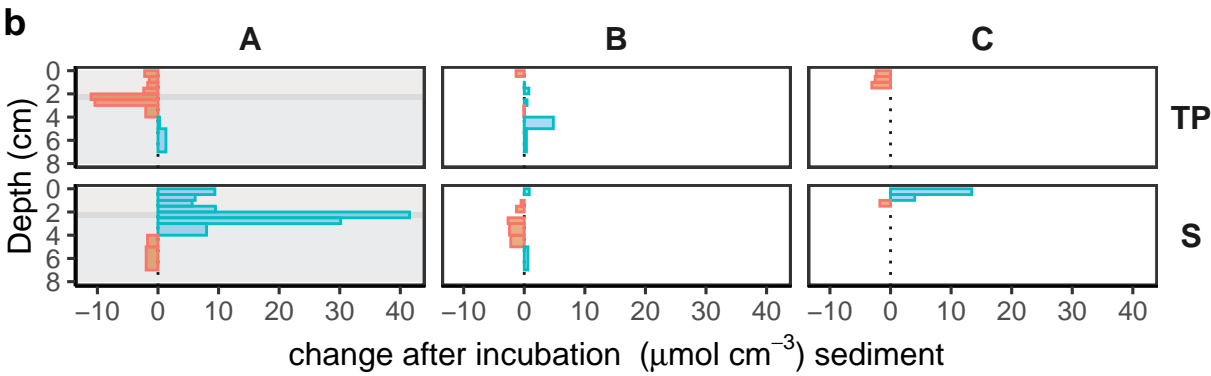 b
A B C
0
2
4
6
8
TP
0
2
4
6
8
S
Depth (cm)
−10 0 10 20 30 40 −10 0 10 20 30 40 −10 0 10 20 30 40
change after incubation (μmol cm⁻³) sediment